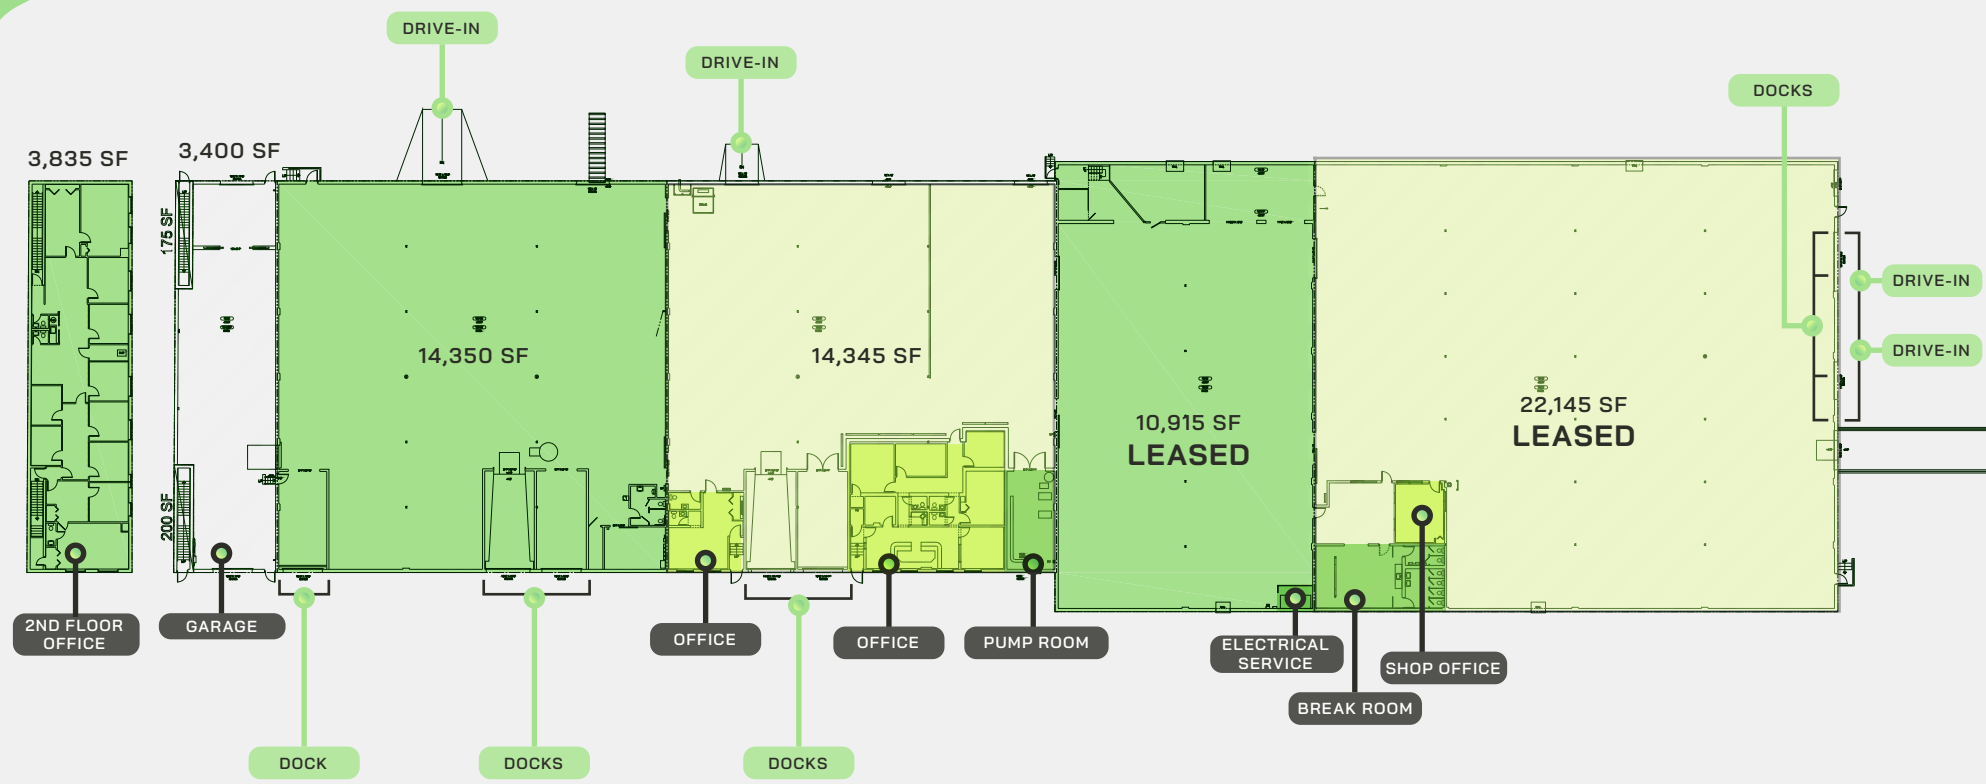 DRIVE-IN
DRIVE-IN
DOCKS
3,835 SF
3,400 SF
175 SF
DRIVE-IN
14,350 SF
14,345 SF
DRIVE-IN
10,915 SF
LEASED
22,145 SF
LEASED
200 SF
2ND FLOOR
OFFICE
GARAGE
OFFICE
OFFICE
PUMP ROOM
ELECTRICAL
SERVICE
SHOP OFFICE
BREAK ROOM
DOCK
DOCKS
DOCKS